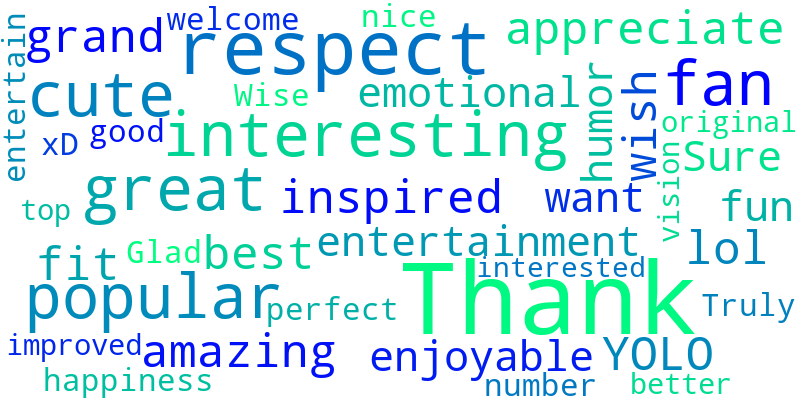 entertain
grand
welcome
respect
nice
appreciate
cute
Wise
emotional
humor
wish
fan
xD
good
interesting
original
Sure
vision
great
inspired
want
fun
top
fit
Glad
best
entertainment
interested
lol
popular
perfect
Thank
Truly
improved
amazing
enjoyable
YOLO
happiness
number
better